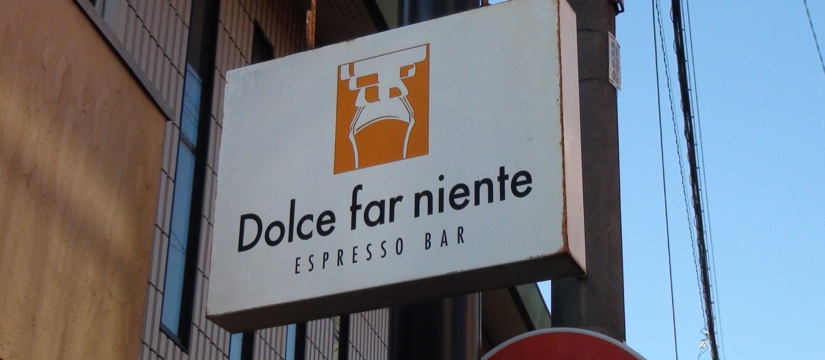 Dolce far niente
ESPRESSO BAR